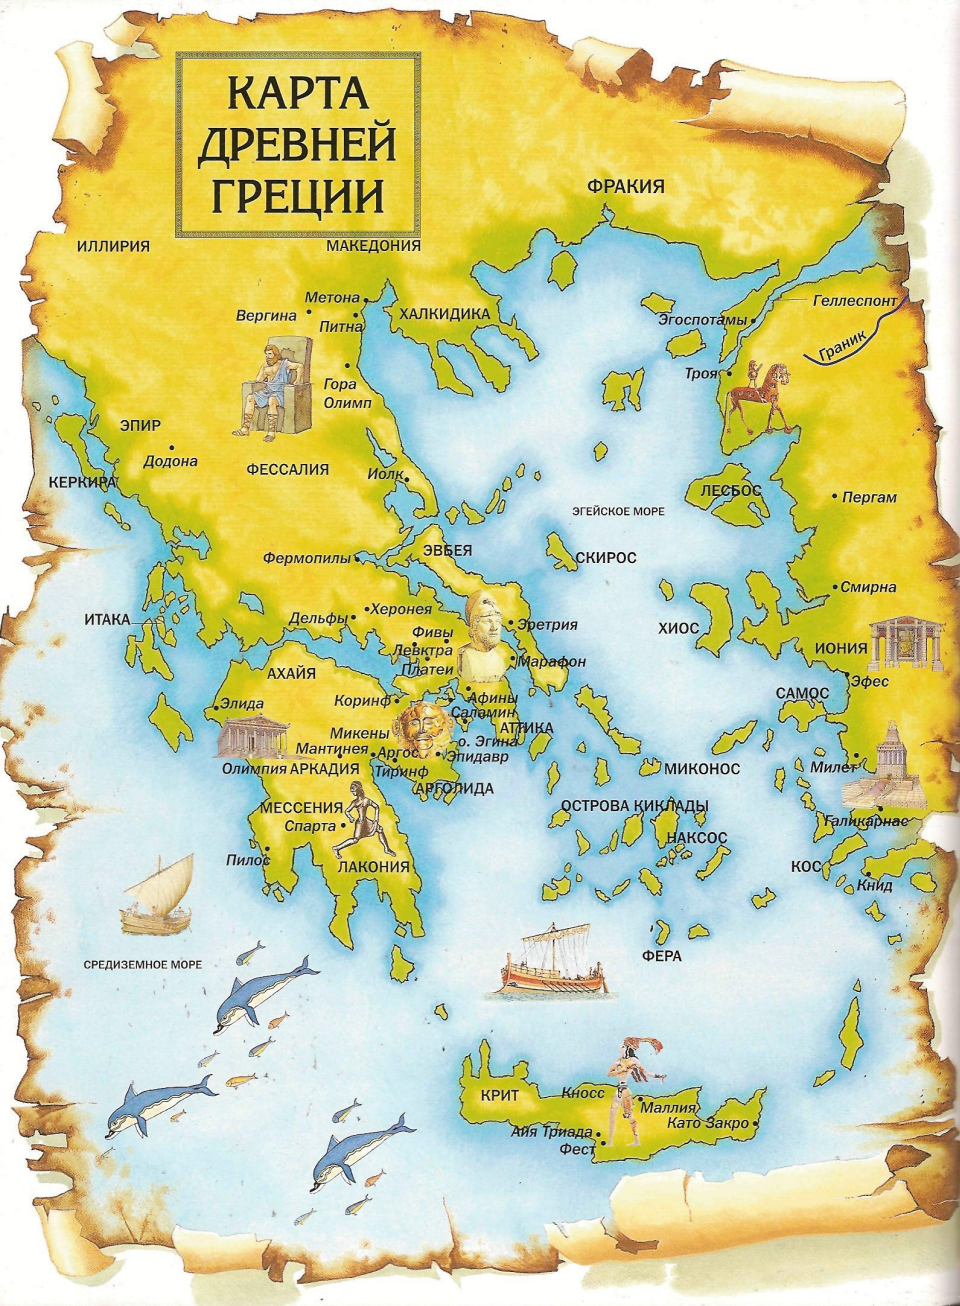 КАРТА
ДРЕВНЕЙ
ГРЕЦИИ
ФРАКИЯ
ИЛЛИРИЯ
МАКЕДОНИЯ
Метона
Вергина
Питна
ХАЛКИДИКА
Геллеспонт
Эгоспотамы
Граник
Троя
Гора
Олимп
ЭПИР
Додона
ФЕССАЛИЯ
Иолк
КЕРКИРА
ЛЕСБОС
Пергам
ЭГЕЙСКОЕ МОРЕ
Фермопилы
ЭВБЕЯ
СКИРОС
Смирна
ИТАКА
Дельфы
Херонея
Фивы
Левктра
Платеи
Эретрия
Марафон
ХИОС
ИОНИЯ
Эфес
АХАЙЯ
Элида
Коринф
Афины
Саламин
АТТИКА
САМОС
Микены
Мантинея
Аргос
о. Эгина
Эпидавр
Олимпия
АРКАДИЯ
Тиринф
АРГОЛИДА
МИКОНОС
Милет
МЕССЕНИЯ
Спарта
ОСТРОВА КИКЛАДЫ
НАКСОС
Галикарнас
Пилос
ЛАКОНИЯ
КОС
Книд
ФЕРА
СРЕДИЗЕМНОЕ МОРЕ
КРИТ
Кносс
Маллия
Като Закро
Айя Триада
Фест